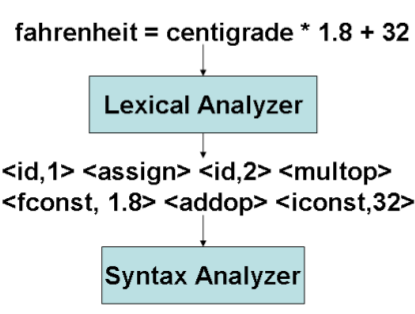 fahrenheit = centigrade * 1.8 + 32
Lexical Analyzer
<id,1> <assign> <id,2> <multop>
<fconst, 1.8> <addop> <iconst,32>
Syntax Analyzer